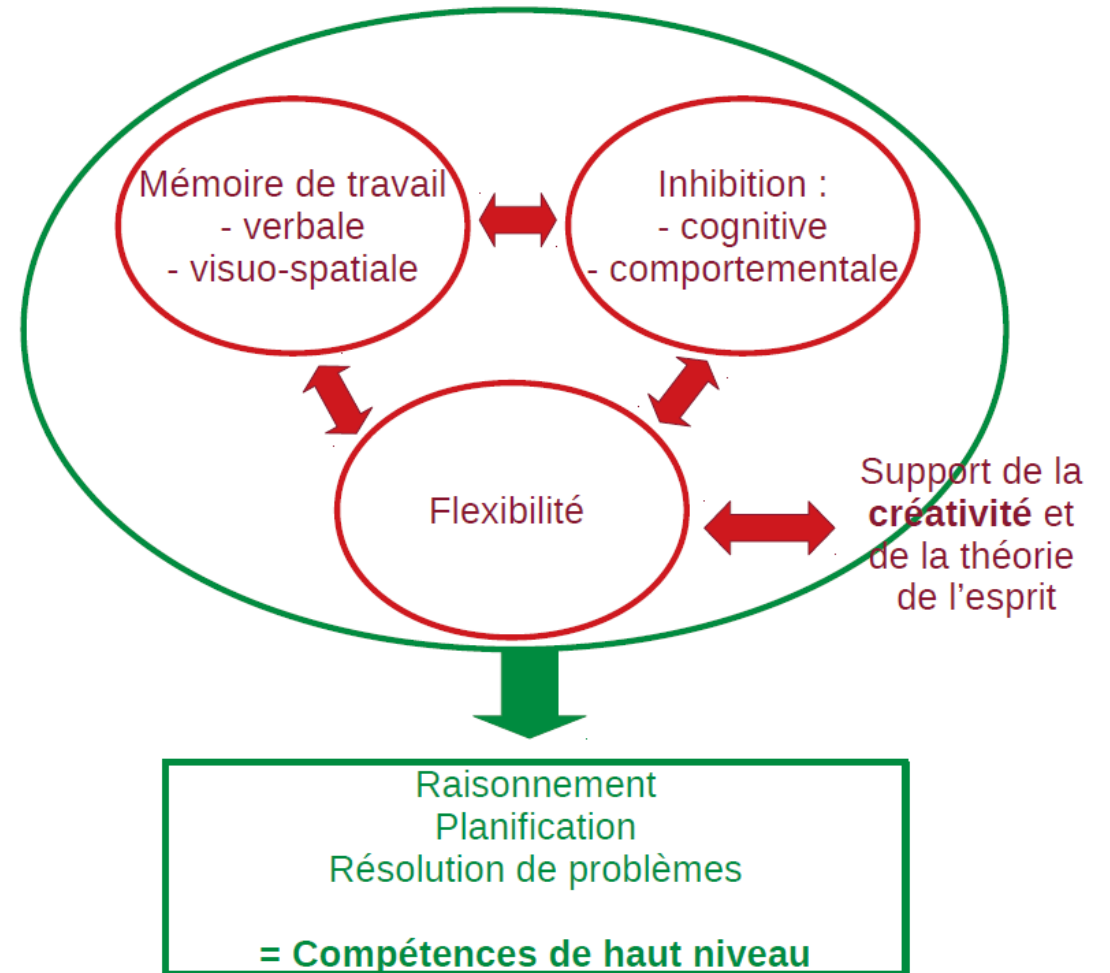 Mémoire de travail
- verbale
- visuo-spatiale
Inhibition :
- cognitive
- comportementale
Flexibilité
Support de la
créativité et
de la théorie
de l’esprit
Raisonnement
Planification
Résolution de problèmes
= Compétences de haut niveau